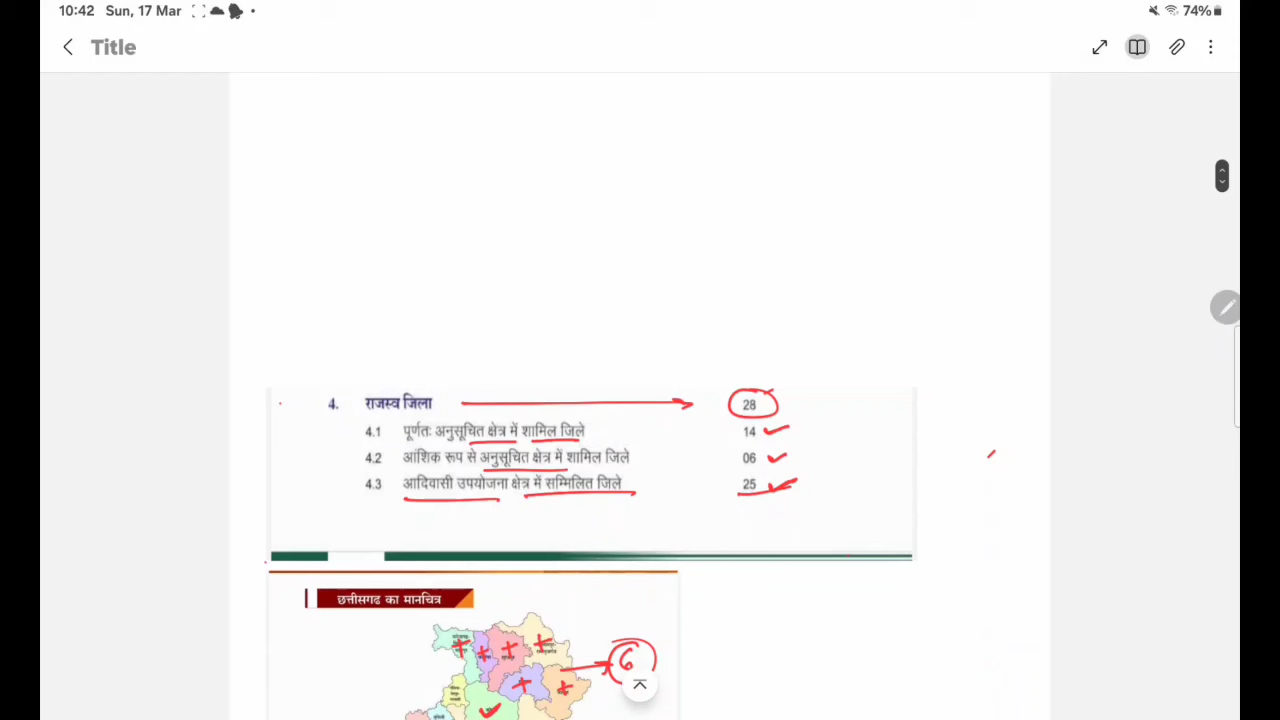 10:42 Sun, 17 Mar
74%
Title
4. राजस्व जिला 28
4.1 पूर्णतः अनुसूचित क्षेत्र में शामिल जिले 14
4.2 आंशिक रूप से अनुसूचित क्षेत्र में शामिल जिले 06
4.3 आदिवासी उपयोजना क्षेत्र में सम्मिलित जिले 25
छत्तीसगढ का मानचित्र
6